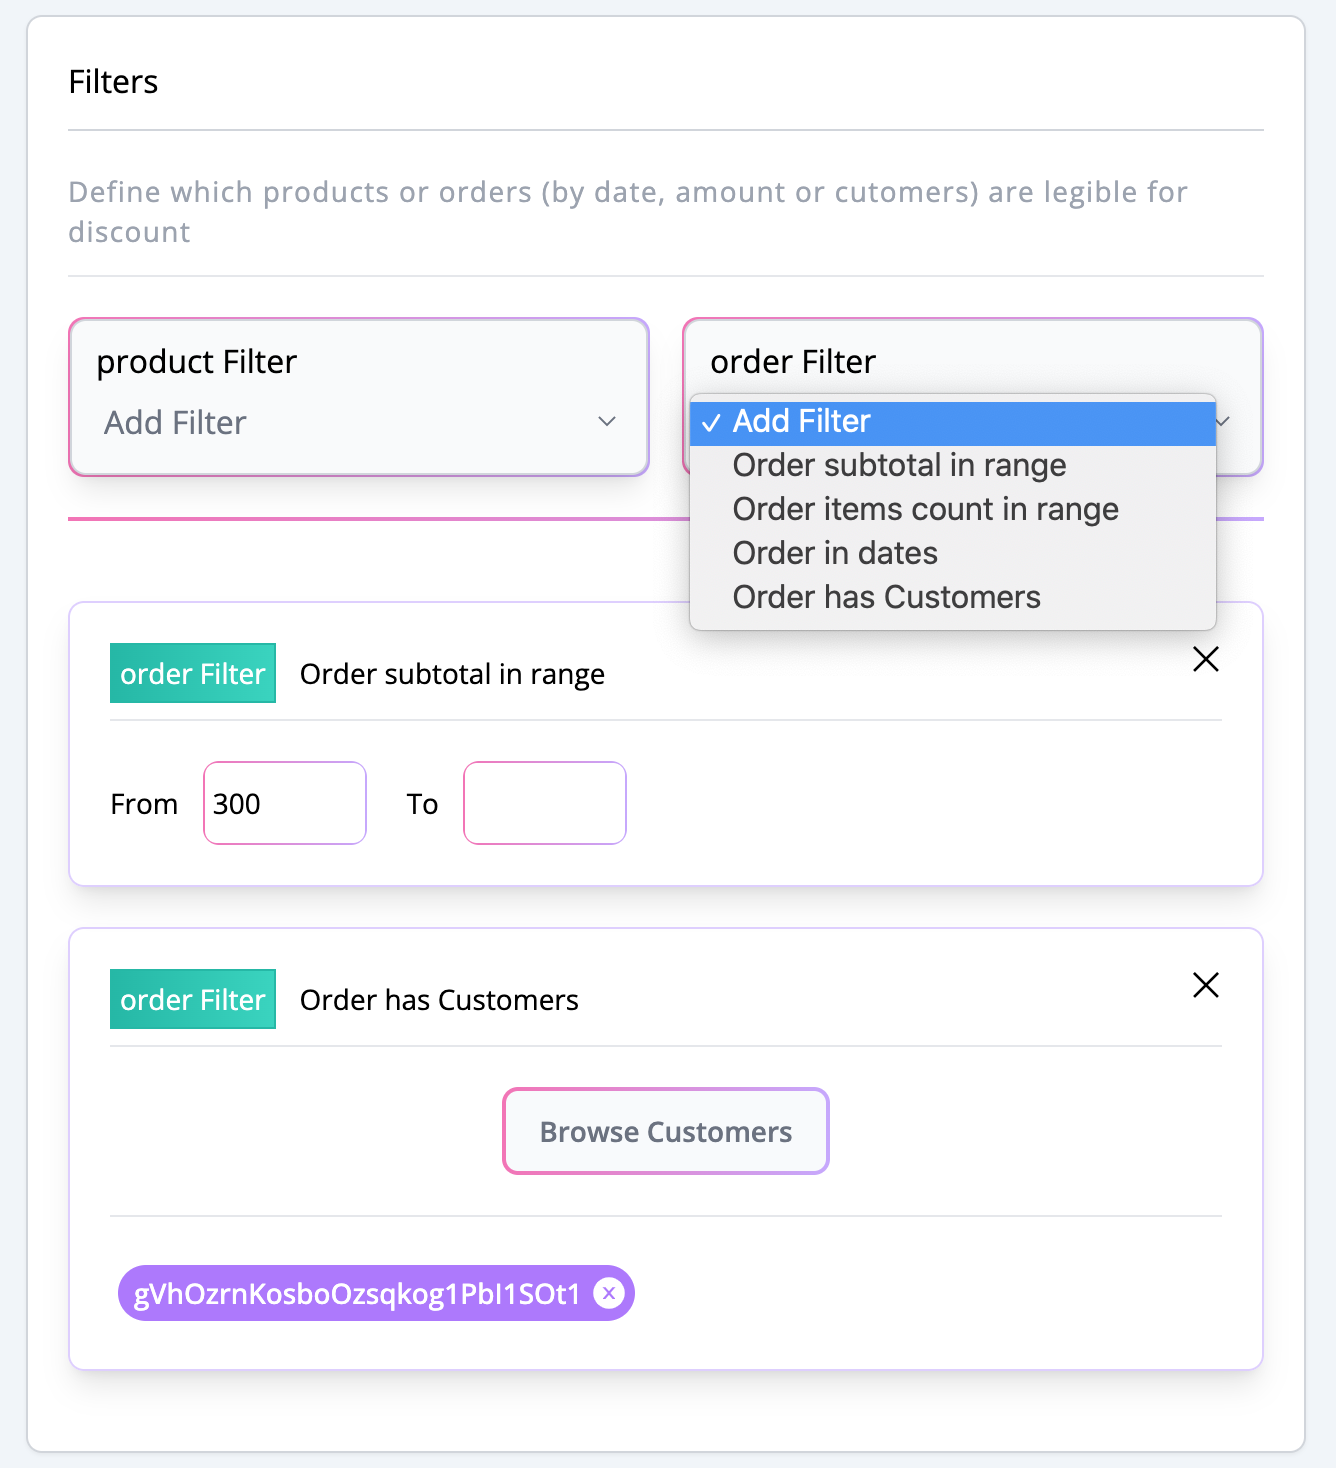 Filters
Define which products or orders (by date, amount or cutomers) are legible for
discount
product Filter
Add Filter
order Filter
✓ Add Filter
Order subtotal in range
Order items count in range
Order in dates
Order has Customers
order Filter Order subtotal in range
From 300 To
order Filter Order has Customers
Browse Customers
gVhOzrnKosboOzsqkog1PbI1SOt1